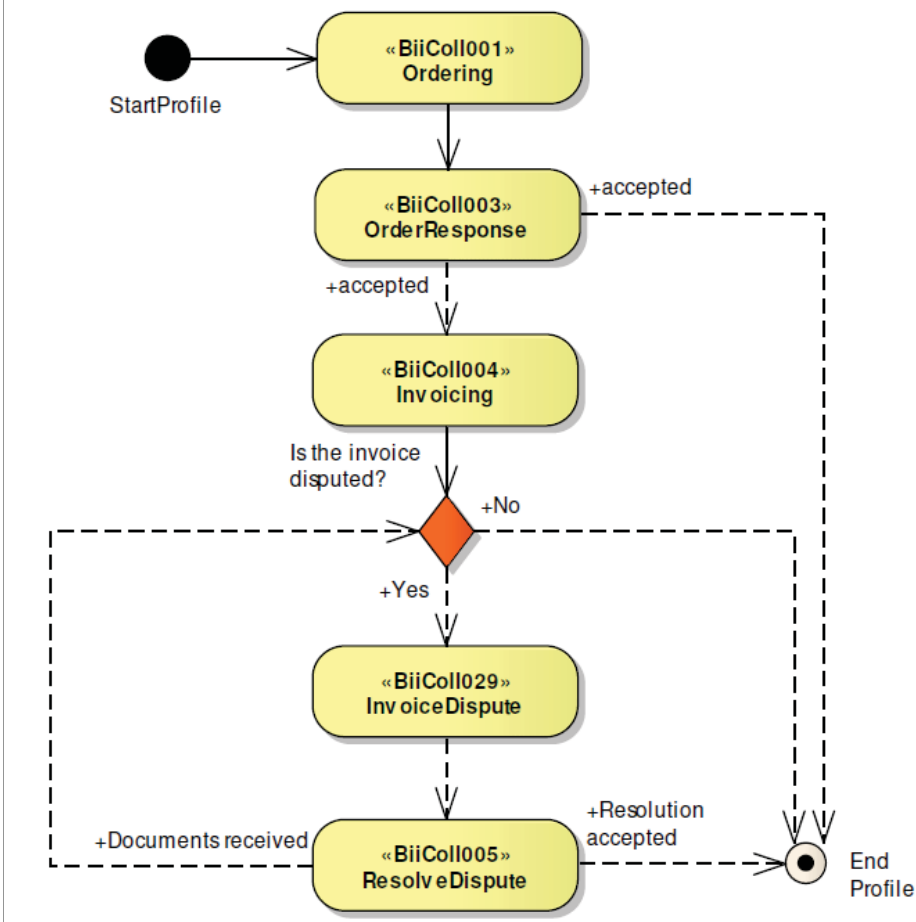 «BiiColl001»
Ordering
StartProfile
«BiiColl003»
OrderResponse
+accepted
+accepted
«BiiColl004»
Invoicing
Is the invoice
disputed?
+No
+Yes
«BiiColl029»
InvoiceDispute
+Documents received
«BiiColl005»
ResolveDispute
+Resolution
accepted
End
Profile